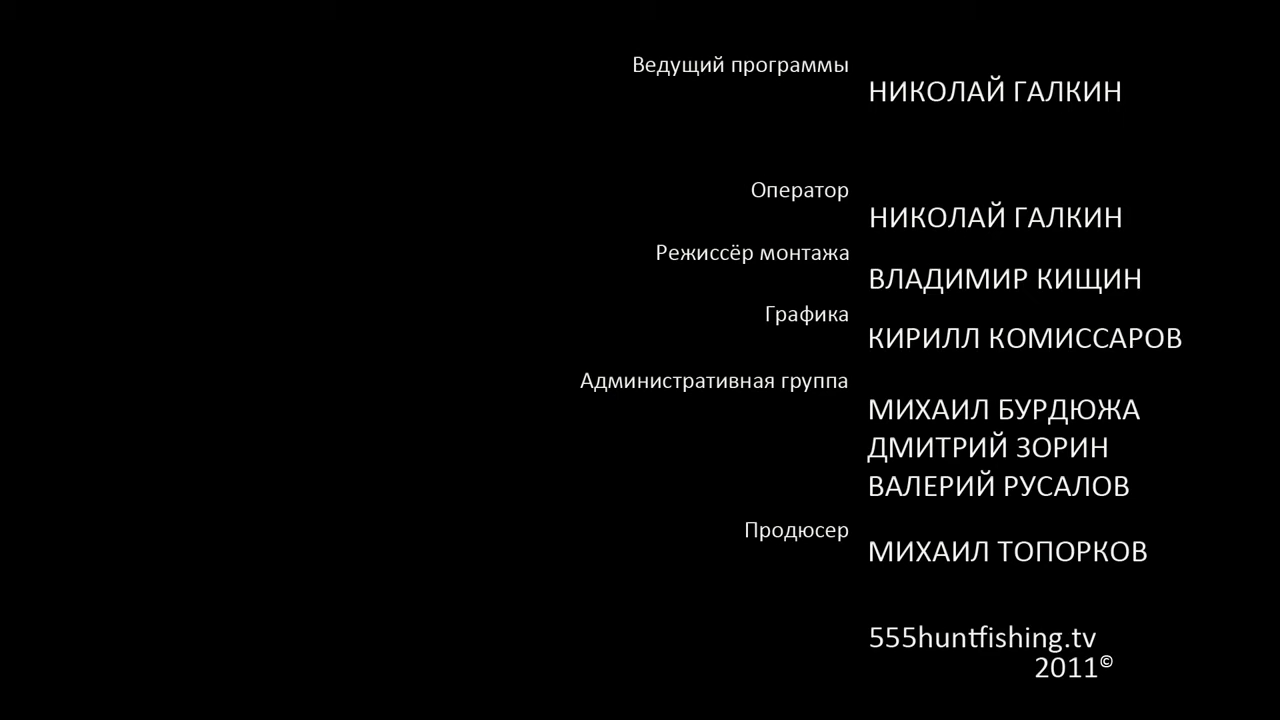 Ведущий программы
НИКОЛАЙ ГАЛКИН
Оператор
НИКОЛАЙ ГАЛКИН
Режиссёр монтажа
ВЛАДИМИР КИЩИН
Графика
КИРИЛЛ КОМИССАРОВ
Административная группа
МИХАИЛ БУРДЮЖА
ДМИТРИЙ ЗОРИН
ВАЛЕРИЙ РУСАЛОВ
Продюсер
МИХАИЛ ТОПОРКОВ
555huntfishing.tv
2011©